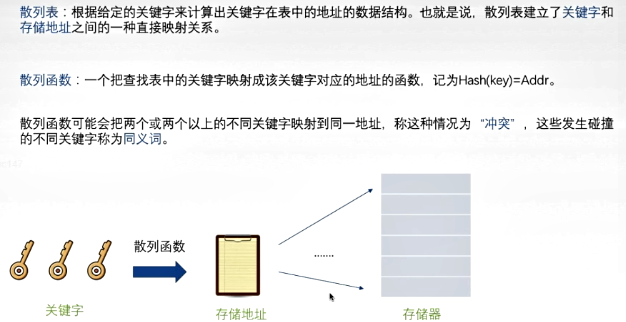 散列表：根据给定的关键字来计算出关键字在表中的地址的数据结构。也就是说，散列表建立了关键字和
存储地址之间的一种直接映射关系。
散列函数：一个把查找表中的关键字映射成该关键字对应的地址的函数，记为Hash(key)=Addr。
散列函数可能会把两个或两个以上的不同关键字映射到同一地址，称这种情况为“冲突”，这些发生碰撞
的不同关键字称为同义词。
散列函数
......
关键字
存储地址
存储器